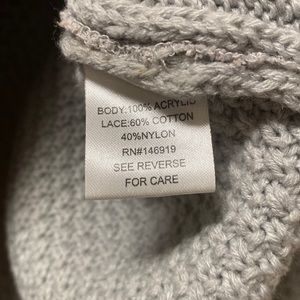 BODY:100% ACRYLIC
LACE:60% COTTON
40%NYLON
RN#146919
SEE REVERSE
FOR CARE